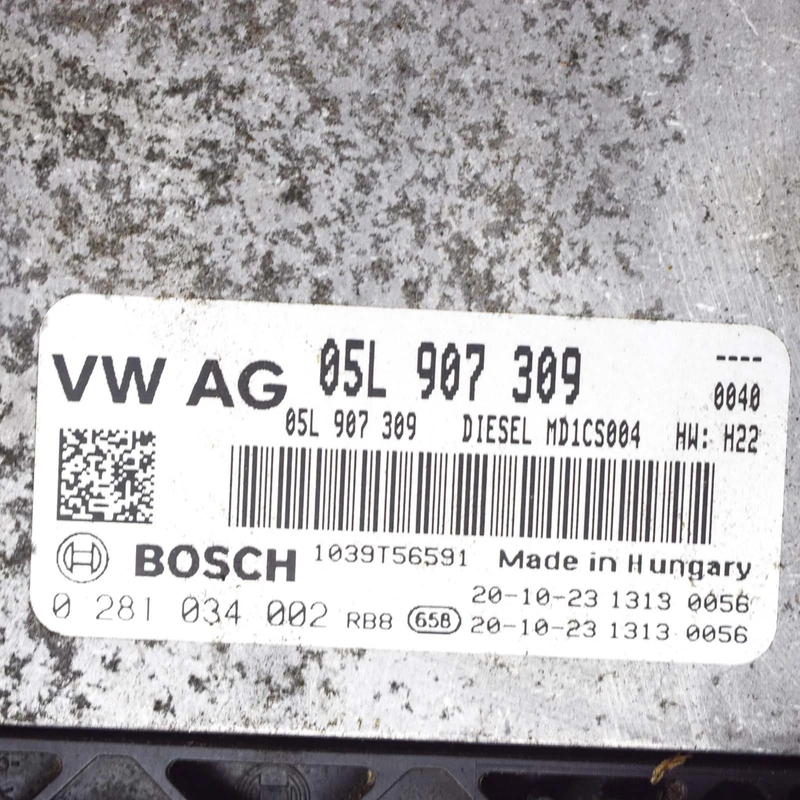 VW AG 05L 907 309 ----
0040
05L 907 309 DIESEL MD1CS004 HW: H22
BOSCH 1039T56591 Made in Hungary
20-10-23 1313 0056
0 281 034 002 RB8 65B 20-10-23 1313 0056